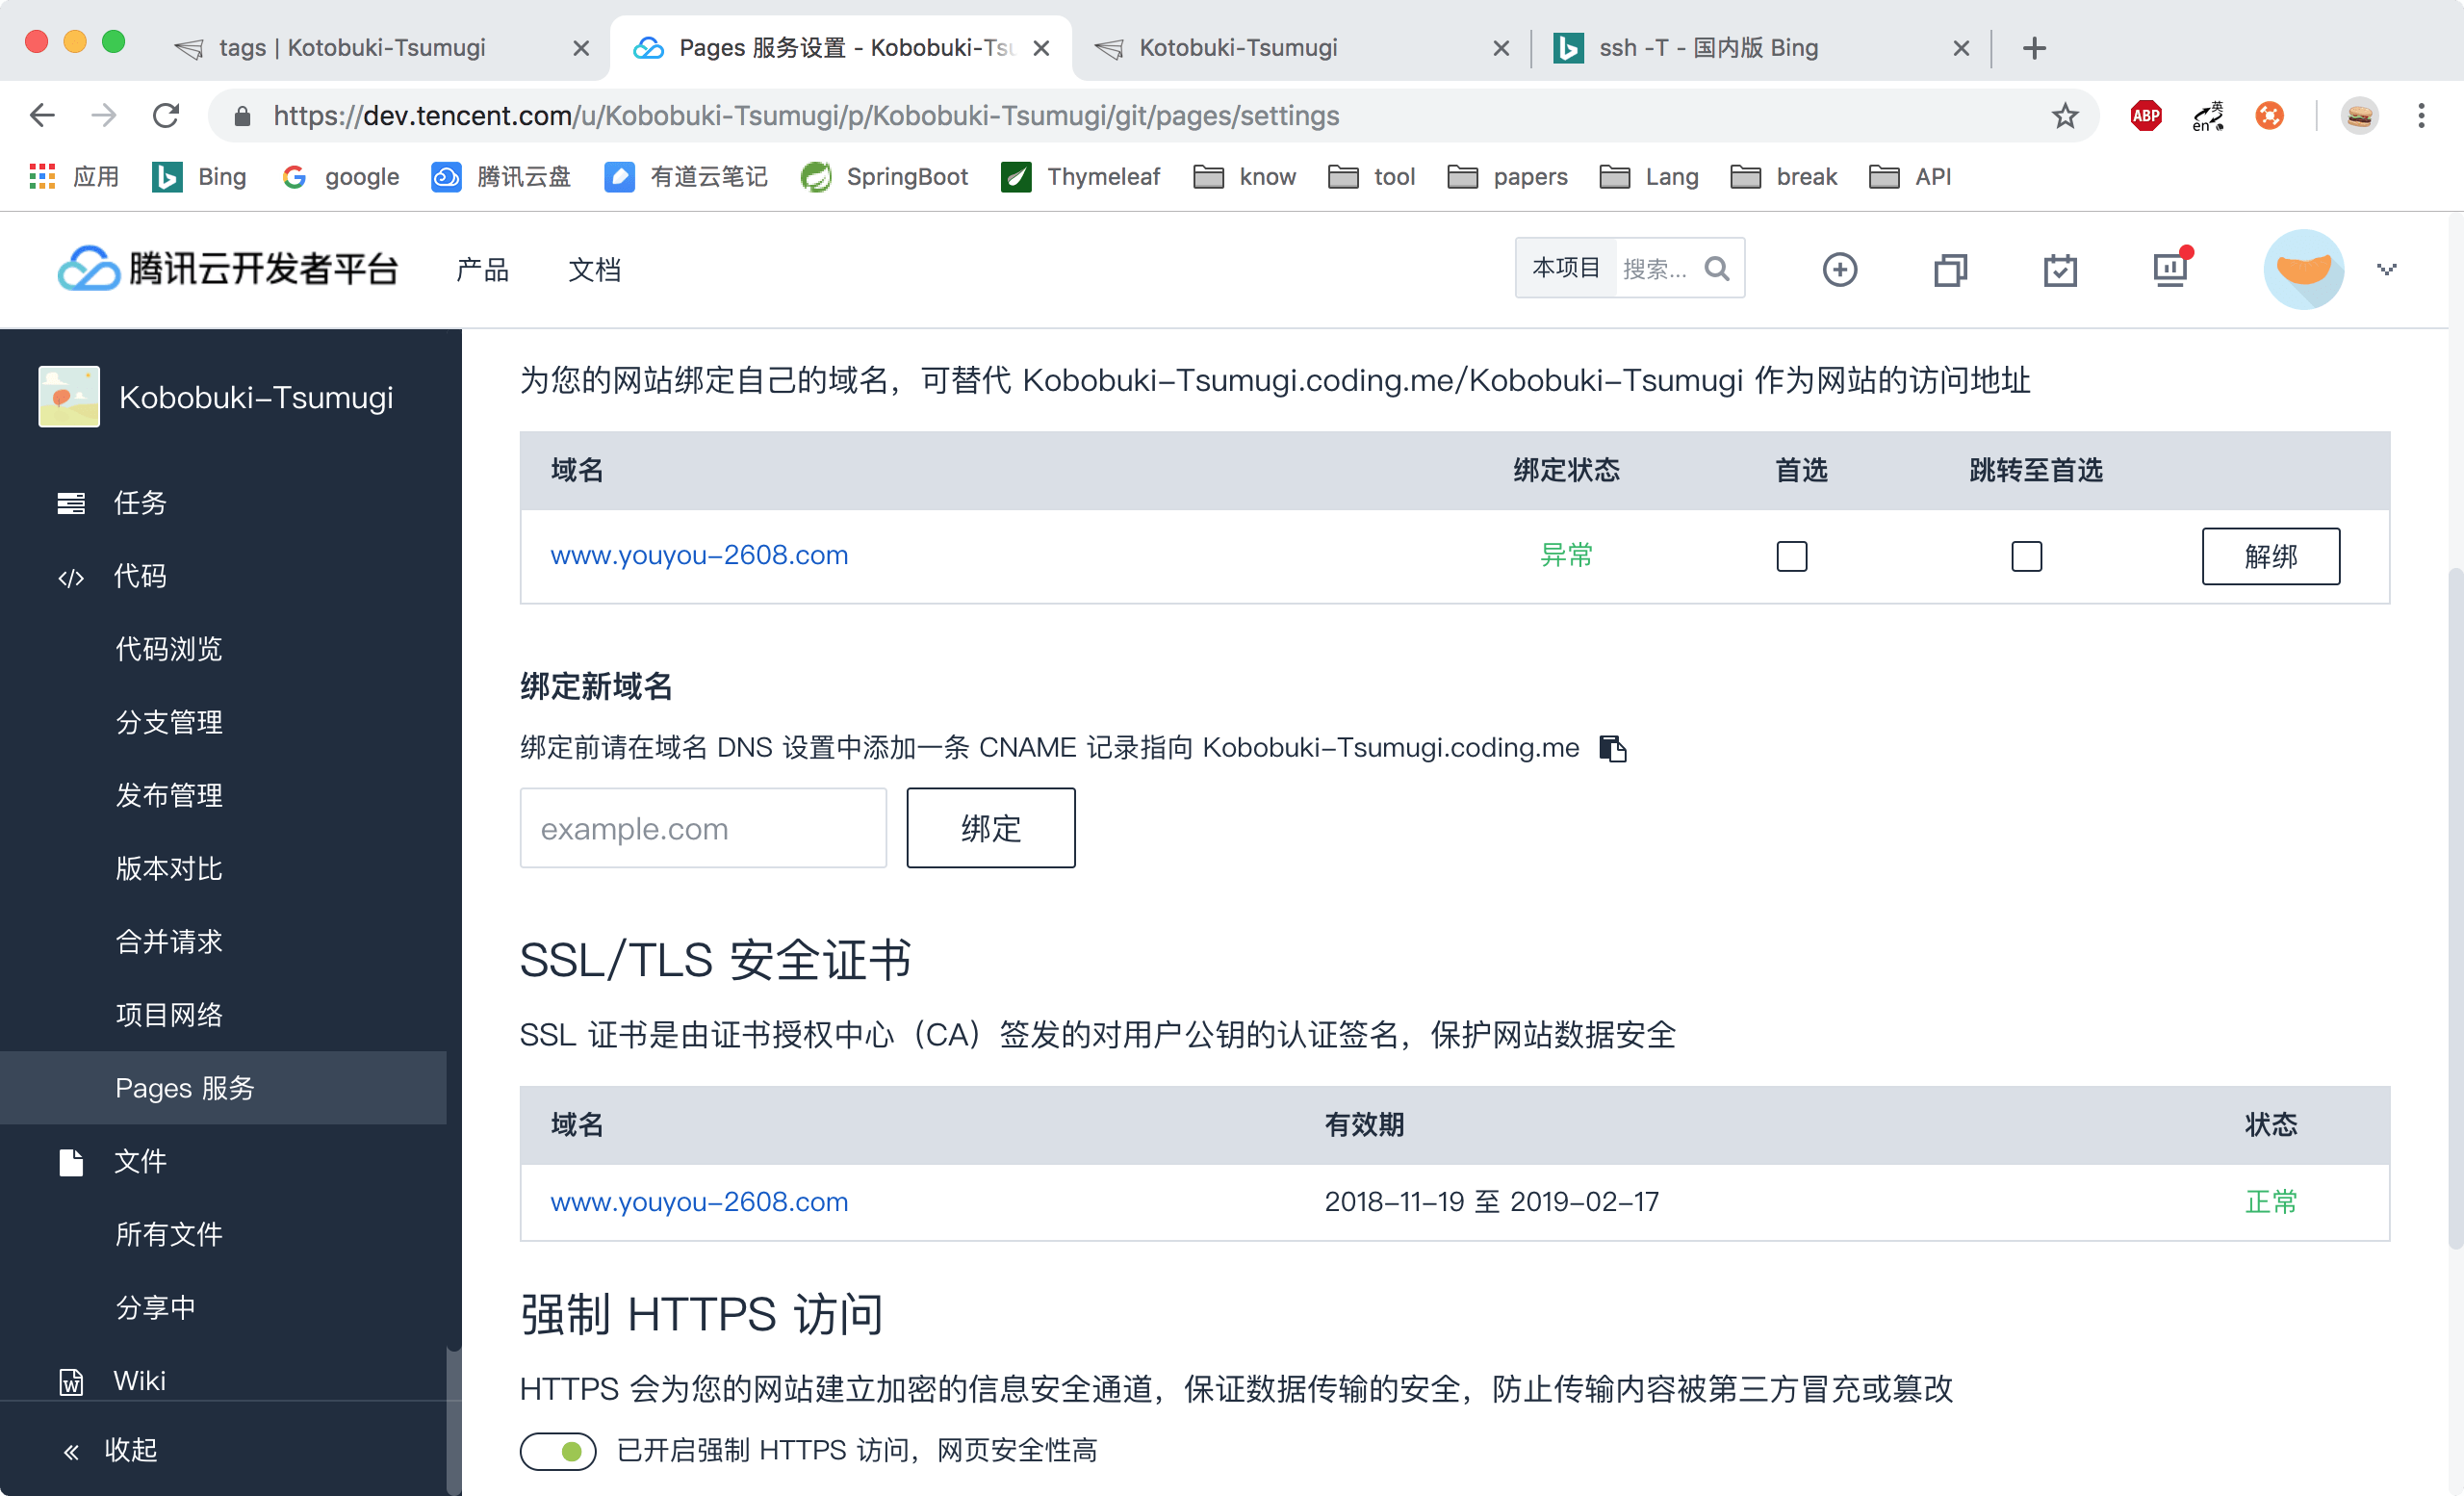 tags | Kotobuki-Tsumugi
Pages 服务设置 - Kobobuki-Tsu
Kotobuki-Tsumugi
ssh -T - 国内版 Bing
https://dev.tencent.com/u/Kobobuki-Tsumugi/p/Kobobuki-Tsumugi/git/pages/settings
ABP
英
en
应用
Bing
google
腾讯云盘
有道云笔记
SpringBoot
Thymeleaf
know
tool
papers
Lang
break
API
腾讯云开发者平台
产品
文档
本项目
搜索...
Kobobuki-Tsumugi
任务
代码
代码浏览
分支管理
发布管理
版本对比
合并请求
项目网络
Pages 服务
文件
所有文件
分享中
Wiki
收起
为您的网站绑定自己的域名，可替代 Kobobuki-Tsumugi.coding.me/Kobobuki-Tsumugi 作为网站的访问地址
域名 绑定状态 首选 跳转至首选
www.youyou-2608.com 异常 解绑
绑定新域名
绑定前请在域名 DNS 设置中添加一条 CNAME 记录指向 Kobobuki-Tsumugi.coding.me
example.com 绑定
SSL/TLS 安全证书
SSL 证书是由证书授权中心（CA）签发的对用户公钥的认证签名，保护网站数据安全
域名 有效期 状态
www.youyou-2608.com 2018-11-19 至 2019-02-17 正常
强制 HTTPS 访问
HTTPS 会为您的网站建立加密的信息安全通道，保证数据传输的安全，防止传输内容被第三方冒充或篡改
已开启强制 HTTPS 访问，网页安全性高